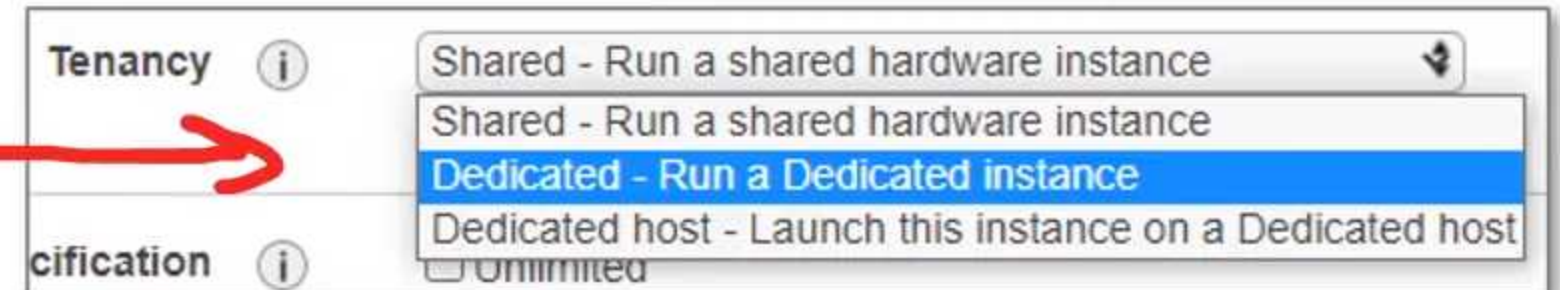 Tenancy i Shared - Run a shared hardware instance
Shared - Run a shared hardware instance
Dedicated - Run a Dedicated instance
Dedicated host - Launch this instance on a Dedicated host
cification i Unlimited